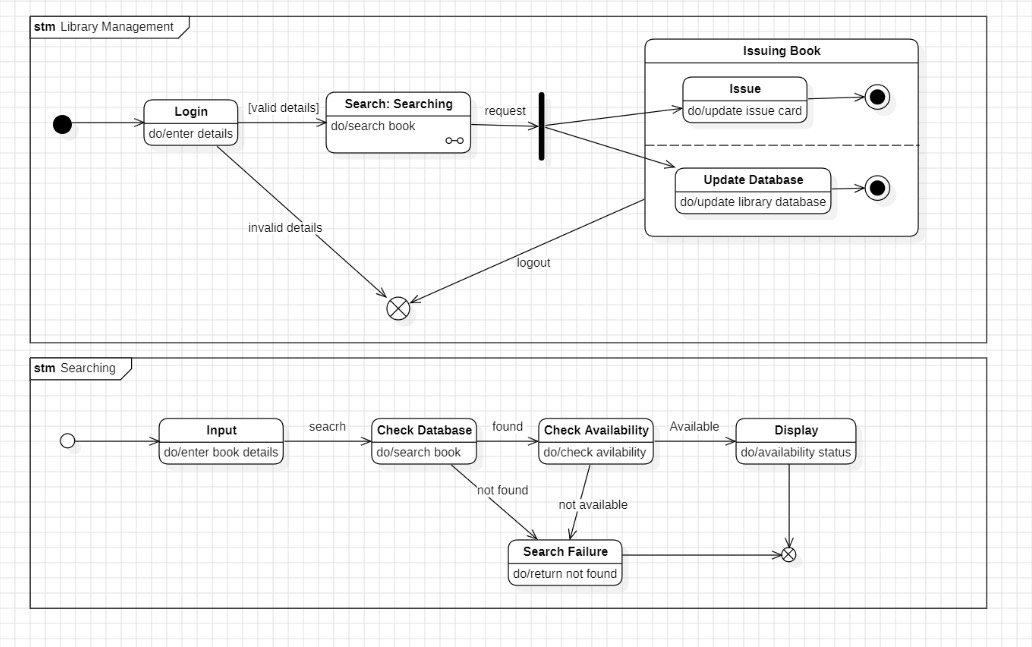 stm Library Management
Issuing Book
Login
do/enter details
[valid details]
Search: Searching
do/search book
request
Issue
do/update issue card
Update Database
do/update library database
invalid details
logout
stm Searching
Input
do/enter book details
seacrh
Check Database
do/search book
found
Check Availability
do/check avilability
Available
Display
do/availability status
not found
not available
Search Failure
do/return not found